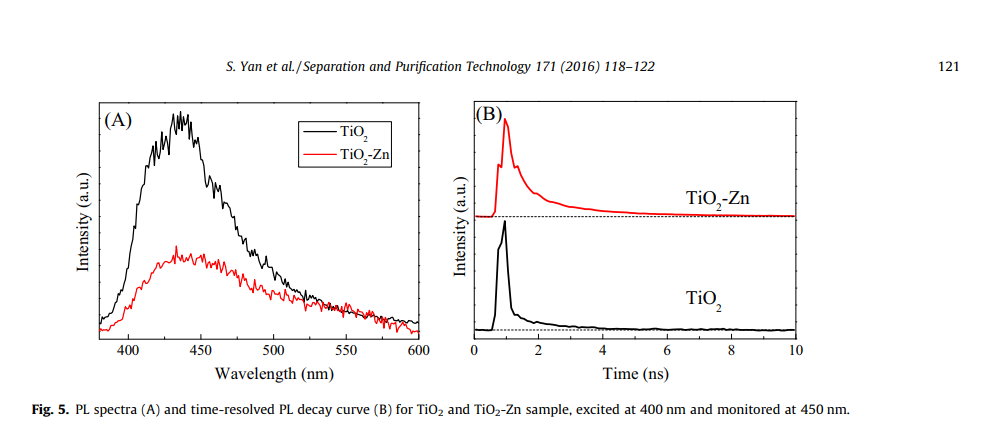 S. Yan et al./Separation and Purification Technology 171 (2016) 118–122
121
(A)
TiO₂
TiO₂-Zn
Intensity (a.u.)
400 450 500 550 600
Wavelength (nm)
(B)
TiO₂-Zn
TiO₂
Intensity (a.u.)
0 2 4 6 8 10
Time (ns)
Fig. 5. PL spectra (A) and time-resolved PL decay curve (B) for TiO₂ and TiO₂-Zn sample, excited at 400 nm and monitored at 450 nm.